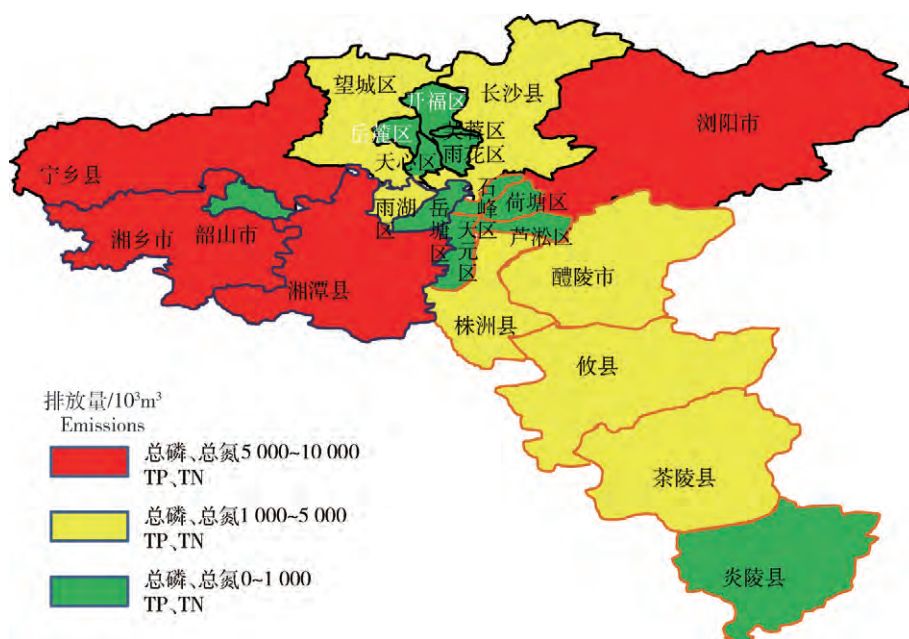 望城区
开福区
长沙县
岳麓区
芙蓉区
浏阳市
天心区
雨花区
宁乡县
雨湖区
岳塘区
石峰区
荷塘区
湘乡市
韶山市
天元区
芦淞区
湘潭县
醴陵市
株洲县
攸县
茶陵县
炎陵县
排放量/10³m³
Emissions
总磷、总氮5 000~10 000
TP、TN
总磷、总氮1 000~5 000
TP、TN
总磷、总氮0~1 000
TP、TN